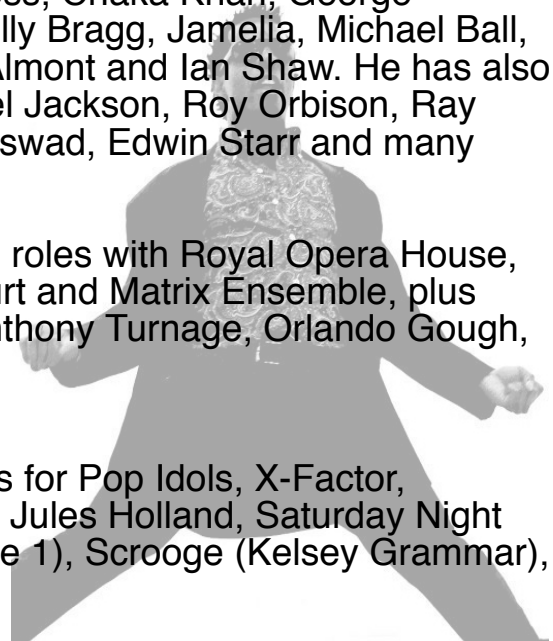 Chaka Khan, George
lly Bragg, Jamelia, Michael Ball,
Almont and Ian Shaw. He has also
el Jackson, Roy Orbison, Ray
swad, Edwin Starr and many
roles with Royal Opera House,
urt and Matrix Ensemble, plus
nthony Turnage, Orlando Gough,
s for Pop Idols, X-Factor,
Jules Holland, Saturday Night
e 1), Scrooge (Kelsey Grammar),